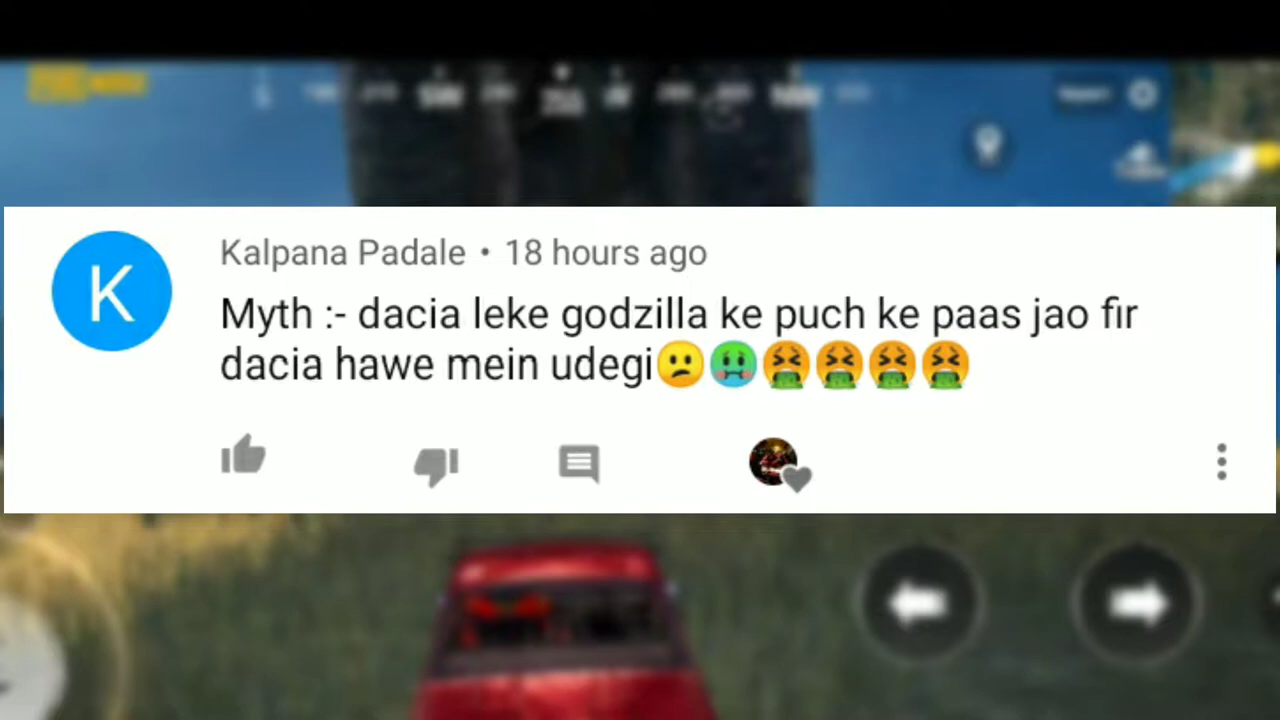 Kalpana Padale • 18 hours ago
Myth :- dacia leke godzilla ke puch ke paas jao fir
dacia hawe mein udegi😕🤢🤮🤮🤮🤮
K